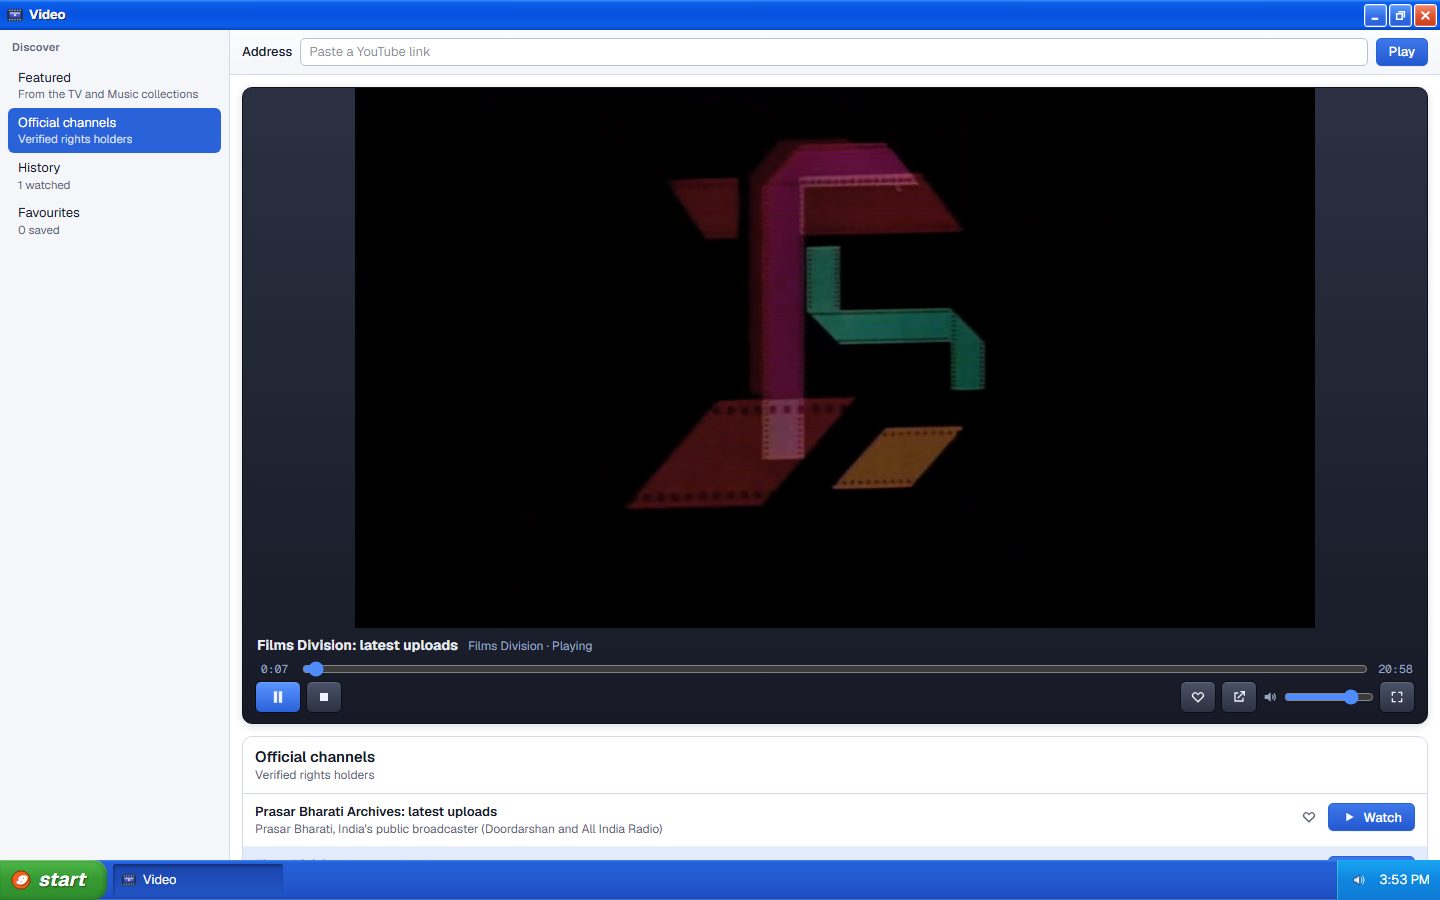 Video
Discover
Featured
From the TV and Music collections
Official channels
Verified rights holders
History
1 watched
Favourites
0 saved
Address
Paste a YouTube link
Play
Films Division: latest uploads
Films Division · Playing
0:07
20:58
Official channels
Verified rights holders
Prasar Bharati Archives: latest uploads
Prasar Bharati, India's public broadcaster (Doordarshan and All India Radio)
Watch
start
Video
3:53 PM